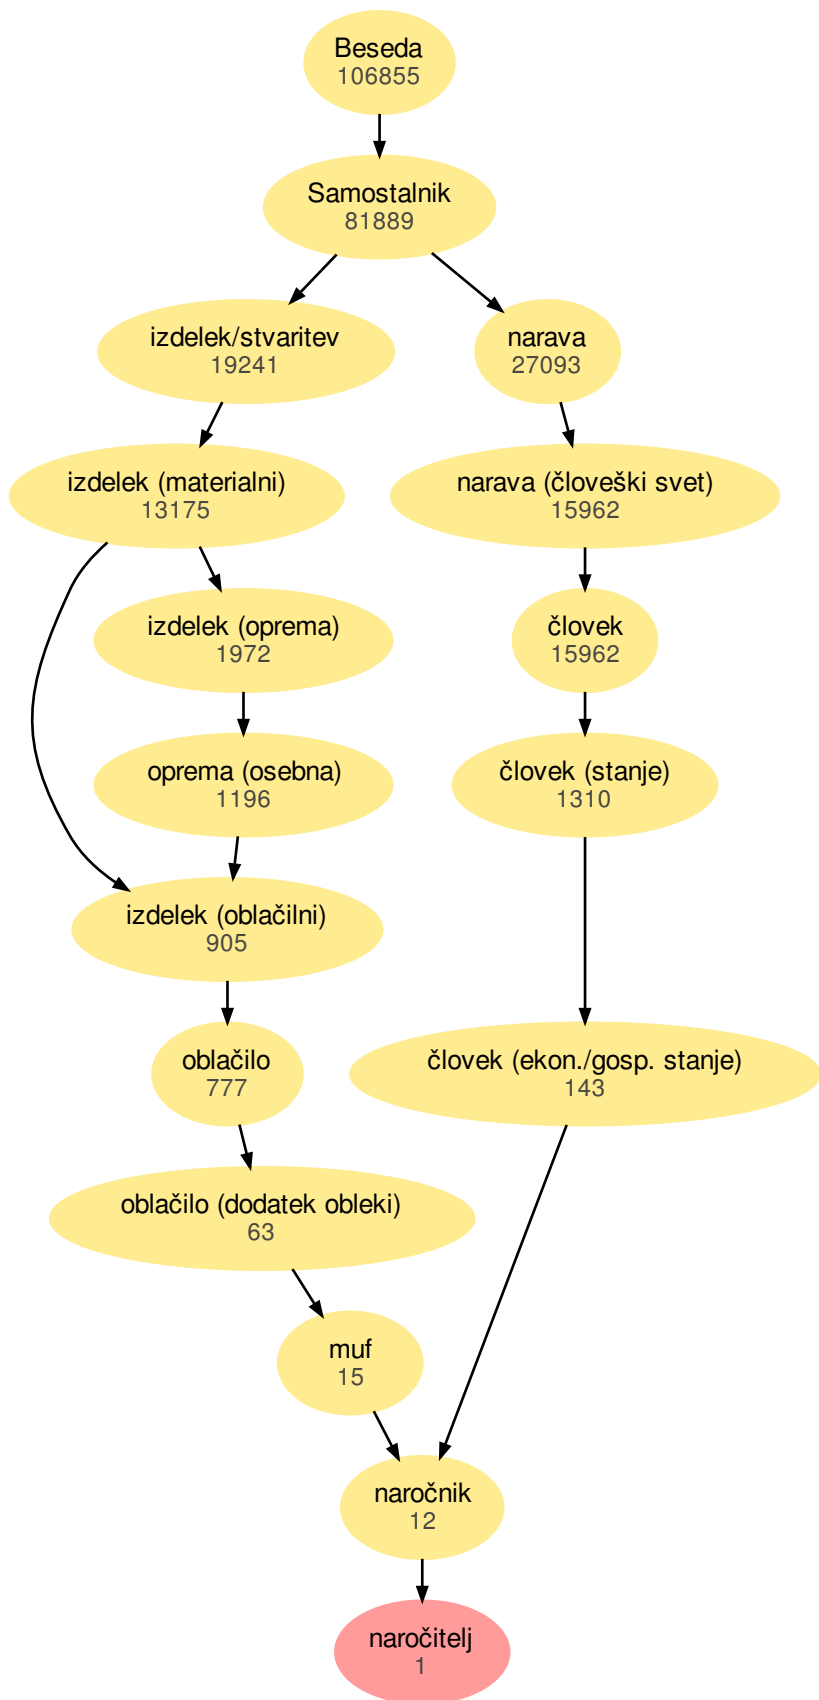 Beseda
106855
Samostalnik
81889
izdelek/stvaritev
19241
narava
27093
izdelek (materialni)
13175
narava (človeški svet)
15962
izdelek (oprema)
1972
človek
15962
oprema (osebna)
1196
človek (stanje)
1310
izdelek (oblačilni)
905
oblačilo
777
človek (ekon./gosp. stanje)
143
oblačilo (dodatek obleki)
63
muf
15
naročnik
12
naročitelj
1